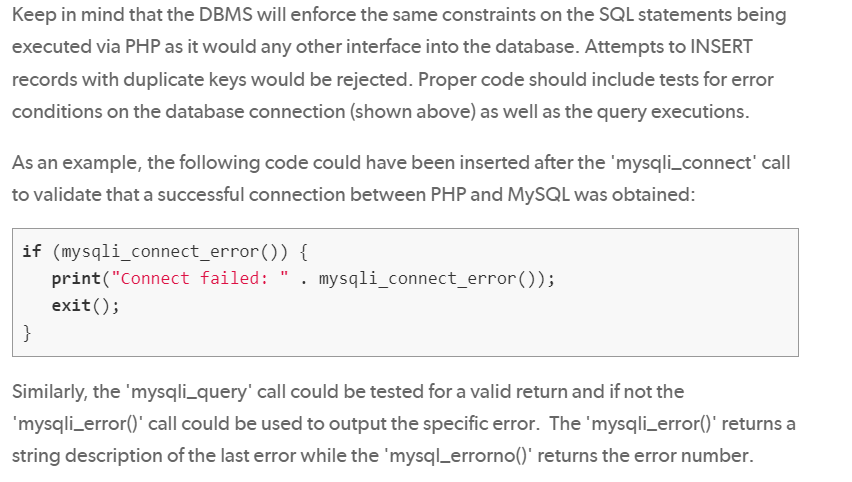 Keep in mind that the DBMS will enforce the same constraints on the SQL statements being
executed via PHP as it would any other interface into the database. Attempts to INSERT
records with duplicate keys would be rejected. Proper code should include tests for error
conditions on the database connection (shown above) as well as the query executions.
As an example, the following code could have been inserted after the 'mysqli_connect' call
to validate that a successful connection between PHP and MySQL was obtained:
if (mysqli_connect_error()) {
   print("Connect failed: " . mysqli_connect_error());
   exit();
}
Similarly, the 'mysqli_query' call could be tested for a valid return and if not the
'mysqli_error()' call could be used to output the specific error.  The 'mysqli_error()' returns a
string description of the last error while the 'mysql_errorno()' returns the error number.